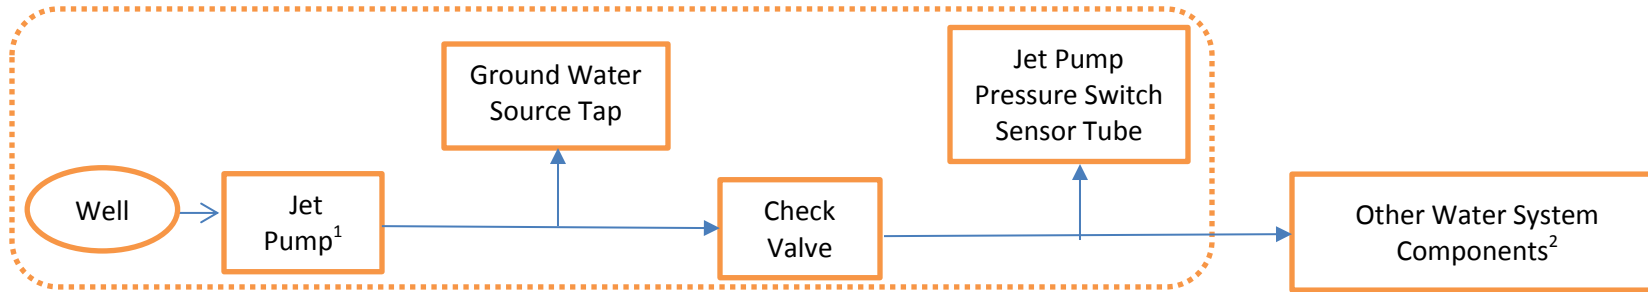 Well
Jet
Pump¹
Ground Water
Source Tap
Check
Valve
Jet Pump
Pressure Switch
Sensor Tube
Other Water System
Components²